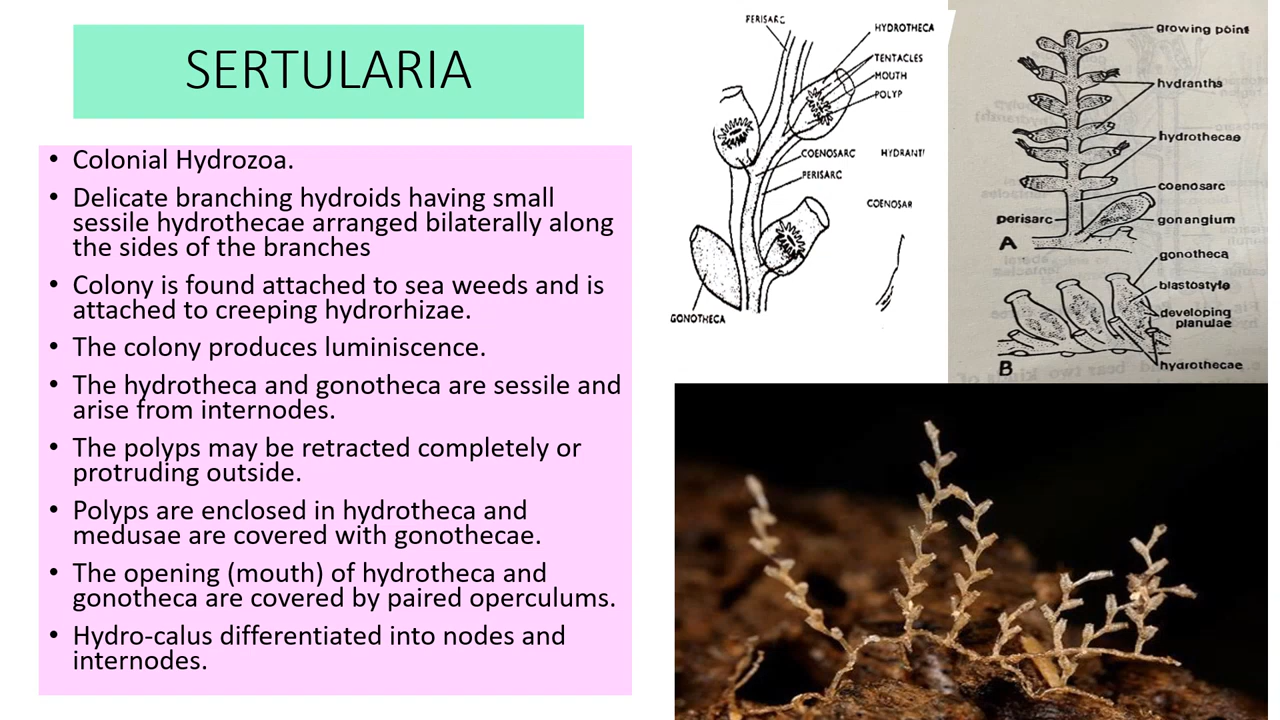 SERTULARIA
• Colonial Hydrozoa.
• Delicate branching hydroids having small
sessile hydrothecae arranged bilaterally along
the sides of the branches
• Colony is found attached to sea weeds and is
attached to creeping hydrorhizae.
• The colony produces luminiscence.
• The hydrotheca and gonotheca are sessile and
arise from internodes.
• The polyps may be retracted completely or
protruding outside.
• Polyps are enclosed in hydrotheca and
medusae are covered with gonothecae.
• The opening (mouth) of hydrotheca and
gonotheca are covered by paired operculums.
• Hydro-calus differentiated into nodes and
internodes.
PERISARC
HYDROTHECA
TENTACLES
MOUTH
POLYP
COENOSARC
HYDRANT
PERISARC
COENOSAR
GONOTHECA
growing point
hydranths
hydrothecae
coenosarc
perisarc
gonangium
A
gonotheca
blastostyle
developing
planulae
B
hydrothecae